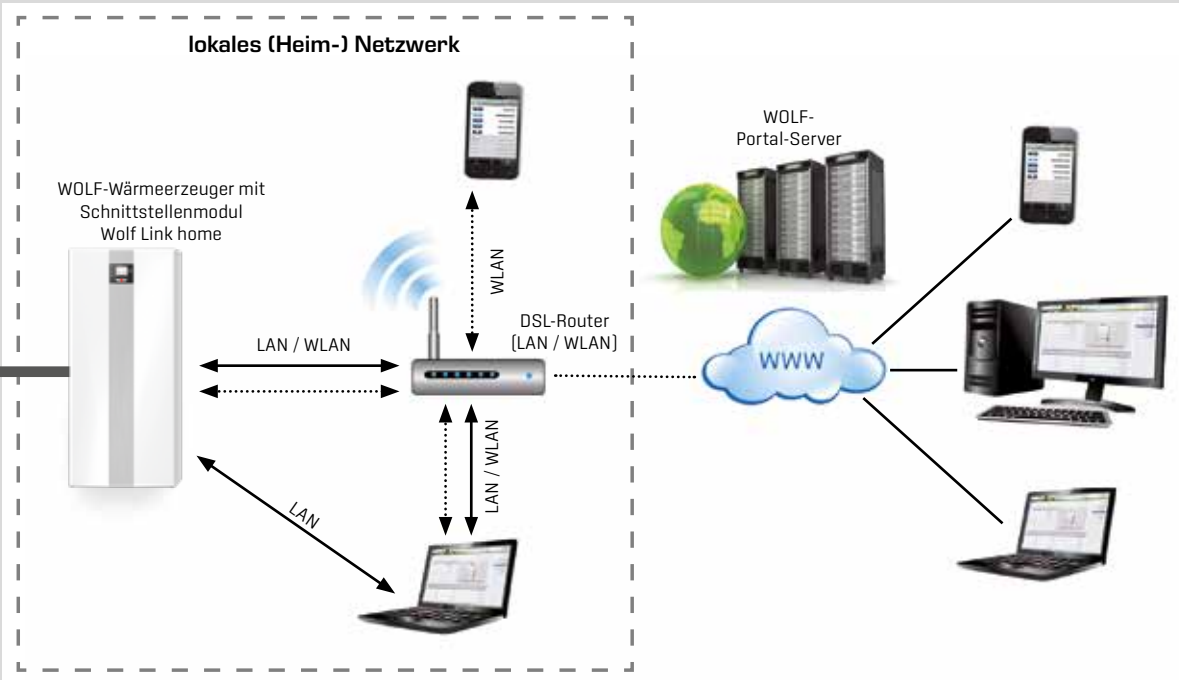 lokales (Heim-) Netzwerk
WOLF-Wärmeerzeuger mit
Schnittstellenmodul
Wolf Link home
LAN / WLAN
WLAN
DSL-Router
(LAN / WLAN)
LAN / WLAN
LAN
WOLF-
Portal-Server
WWW